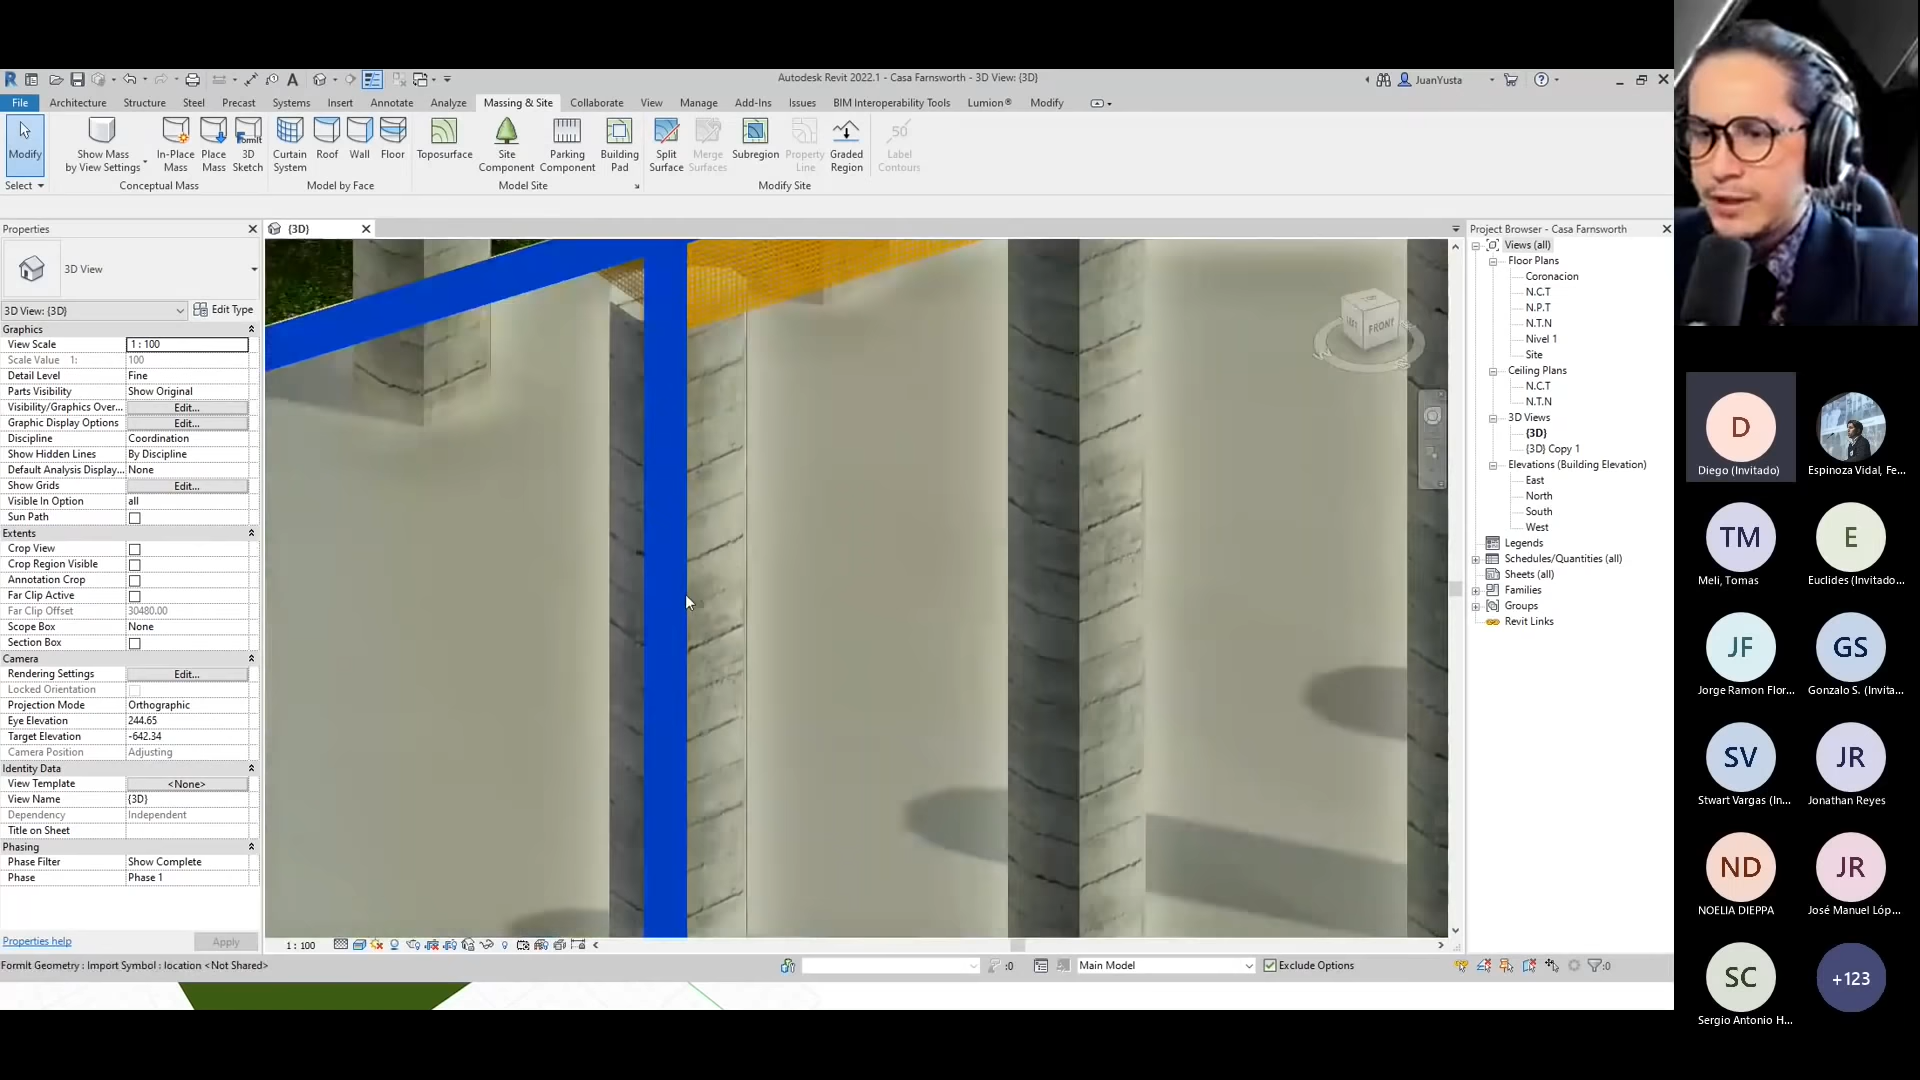 Autodesk Revit 2022.1 - Casa Farnsworth - 3D View: {3D}
JuanYusta
File Architecture Structure Steel Precast Systems Insert Annotate Analyze Massing & Site Collaborate View Manage Add-Ins Issues BIM Interoperability Tools Lumion® Modify
Modify
Show Mass
by View Settings
In-Place
Mass
Place
Mass
FormIt
3D
Sketch
Curtain
System
Roof
Wall
Floor
Toposurface
Site
Component
Parking
Component
Building
Pad
Split
Surface
Merge
Surfaces
Subregion
Property
Line
Graded
Region
50
Label
Contours
Select
Conceptual Mass
Model by Face
Model Site
Modify Site
Properties
3D View
3D View: {3D}
Edit Type
Graphics
View Scale 1 : 100
Scale Value 1: 100
Detail Level Fine
Parts Visibility Show Original
Visibility/Graphics Over... Edit...
Graphic Display Options Edit...
Discipline Coordination
Show Hidden Lines By Discipline
Default Analysis Display... None
Show Grids Edit...
Visible In Option all
Sun Path
Extents
Crop View
Crop Region Visible
Annotation Crop
Far Clip Active
Far Clip Offset 30480.00
Scope Box None
Section Box
Camera
Rendering Settings Edit...
Locked Orientation
Projection Mode Orthographic
Eye Elevation 244.65
Target Elevation -642.34
Camera Position Adjusting
Identity Data
View Template <None>
View Name {3D}
Dependency Independent
Title on Sheet
Phasing
Phase Filter Show Complete
Phase Phase 1
Properties help
Apply
{3D}
LEFT
FRONT
1 : 100
FormIt Geometry : Import Symbol : location <Not Shared>
:0
Main Model
Exclude Options
:0
Project Browser - Casa Farnsworth
Views (all)
Floor Plans
Coronacion
N.C.T
N.P.T
N.T.N
Nivel 1
Site
Ceiling Plans
N.C.T
N.T.N
3D Views
{3D}
{3D} Copy 1
Elevations (Building Elevation)
East
North
South
West
Legends
Schedules/Quantities (all)
Sheets (all)
Families
Groups
Revit Links
D
Diego (Invitado)
Espinoza Vidal, Fe...
TM
Meli, Tomas
E
Euclides (Invitado...
JF
Jorge Ramon Flor...
GS
Gonzalo S. (Invita...
SV
Stwart Vargas (In...
JR
Jonathan Reyes
ND
NOELIA DIEPPA
JR
José Manuel Lóp...
SC
Sergio Antonio H...
+123